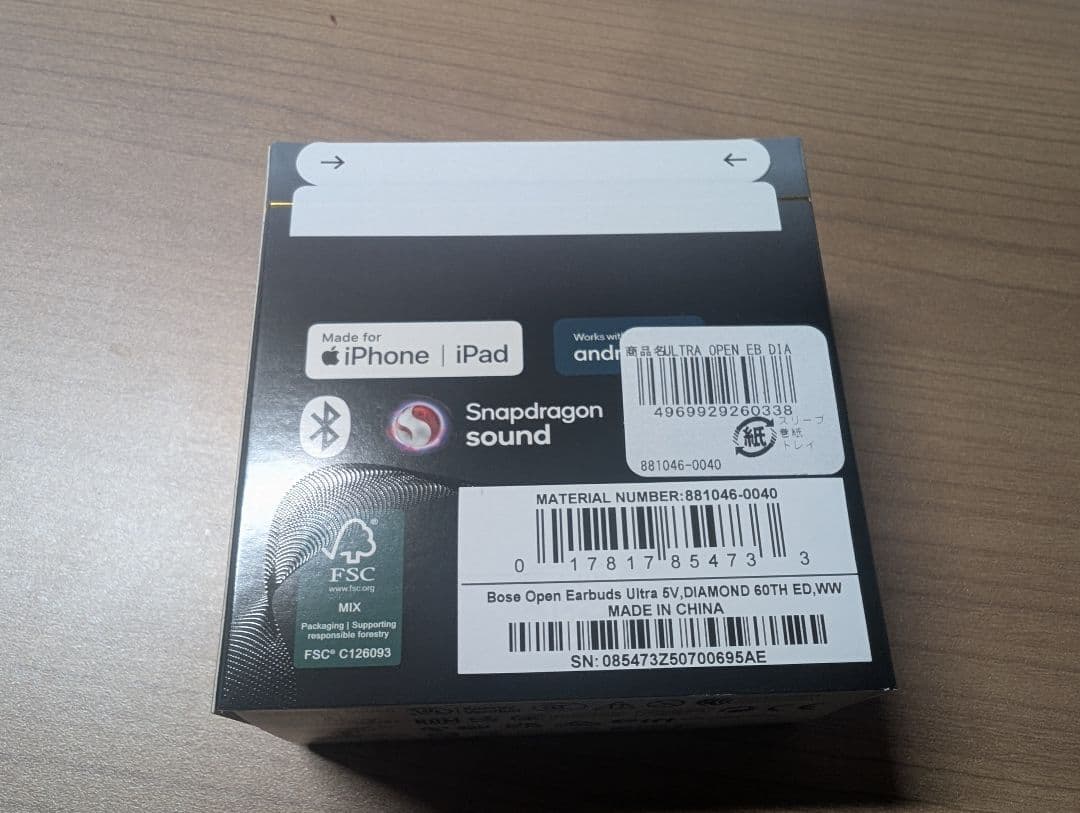 → ←
Made for
iPhone | iPad
Works with
andr
Snapdragon
sound
商品名ULTRA OPEN EB DIA
4969929260338
紙
スリーブ
巻紙
トレイ
881046-0040
MATERIAL NUMBER:881046-0040
0 17817 85473 3
Bose Open Earbuds Ultra 5V,DIAMOND 60TH ED,WW
MADE IN CHINA
SN: 085473Z50700695AE
FSC®
www.fsc.org
MIX
Packaging | Supporting
responsible forestry
FSC® C126093